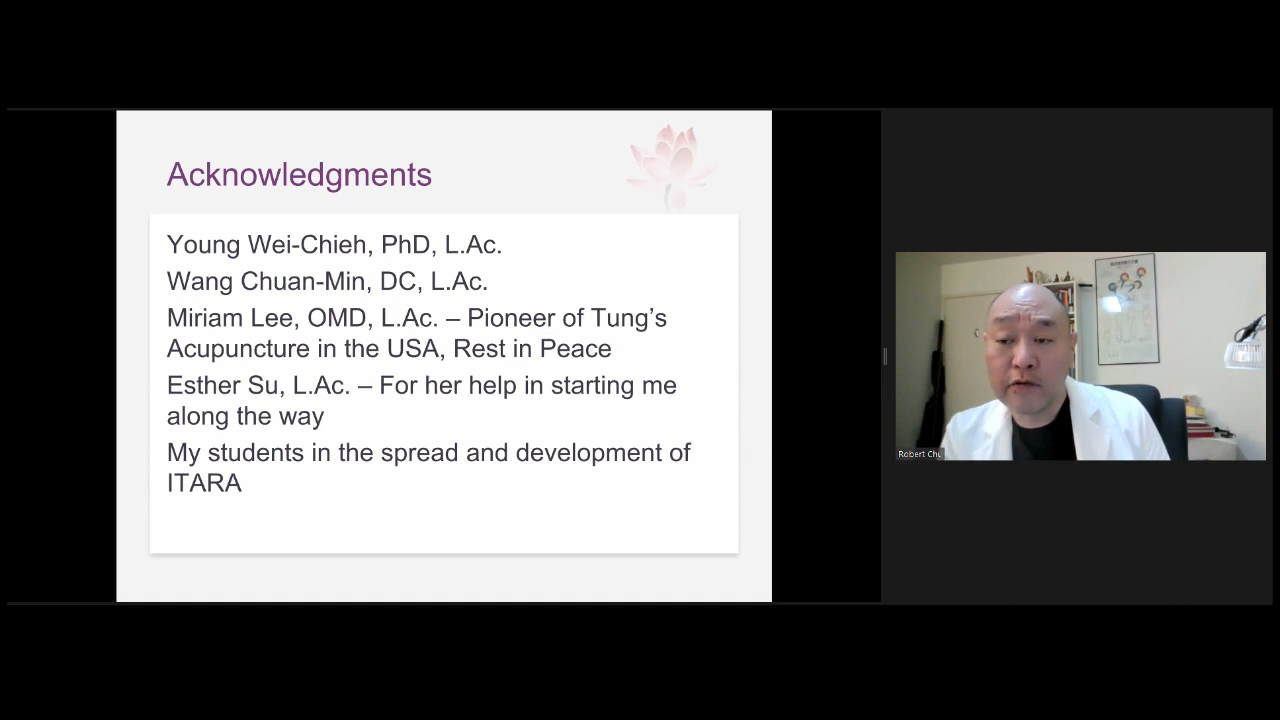 Acknowledgments
Young Wei-Chieh, PhD, L.Ac.
Wang Chuan-Min, DC, L.Ac.
Miriam Lee, OMD, L.Ac. – Pioneer of Tung’s
Acupuncture in the USA, Rest in Peace
Esther Su, L.Ac. – For her help in starting me
along the way
My students in the spread and development of
ITARA
Robert Chu